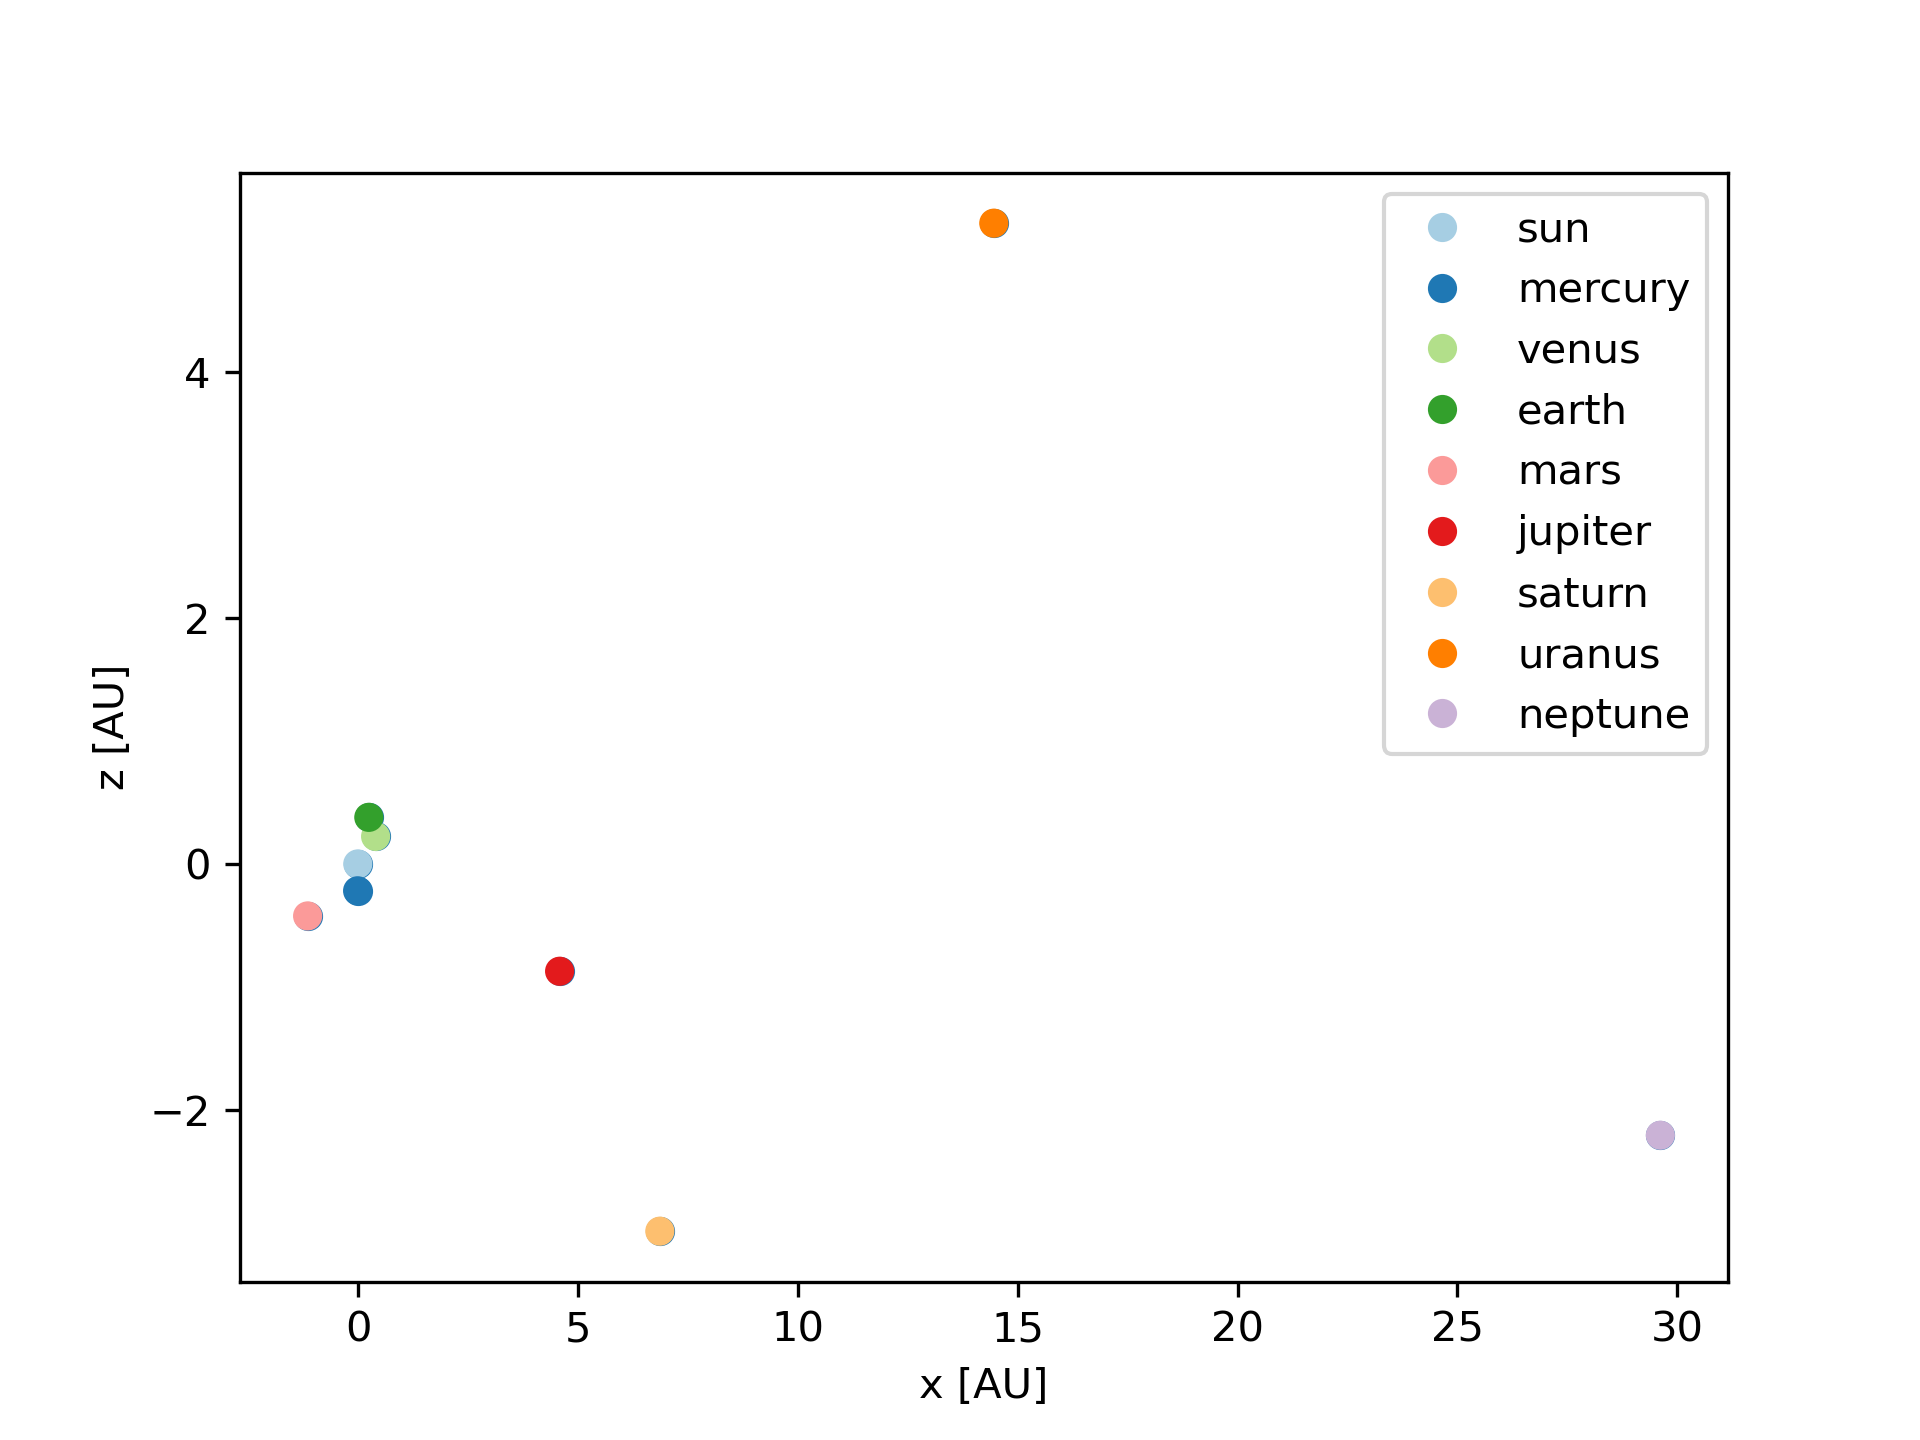 sun
mercury
venus
earth
mars
jupiter
saturn
uranus
neptune
4
2
0
−2
z [AU]
0 5 10 15 20 25 30
x [AU]